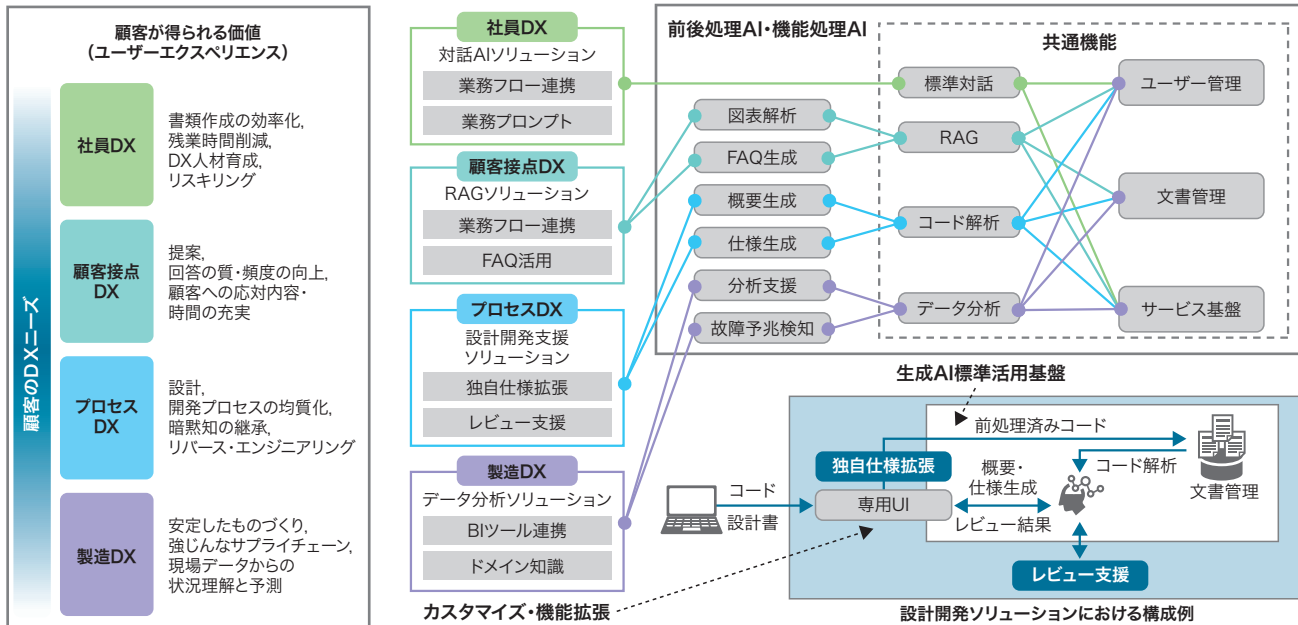 顧客が得られる価値
（ユーザーエクスペリエンス）
顧客のDXニーズ
社員DX
書類作成の効率化,
残業時間削減,
DX人材育成,
リスキリング
顧客接点
DX
提案,
回答の質・頻度の向上,
顧客への応対内容・
時間の充実
プロセス
DX
設計,
開発プロセスの均質化,
暗黙知の継承,
リバース・エンジニアリング
製造DX
安定したものづくり,
強じんなサプライチェーン,
現場データからの
状況理解と予測
社員DX
対話AIソリューション
業務フロー連携
業務プロンプト
顧客接点DX
RAGソリューション
業務フロー連携
FAQ活用
プロセスDX
設計開発支援
ソリューション
独自仕様拡張
レビュー支援
製造DX
データ分析ソリューション
BIツール連携
ドメイン知識
前後処理AI・機能処理AI
図表解析
FAQ生成
概要生成
仕様生成
分析支援
故障予兆検知
共通機能
標準対話
RAG
コード解析
データ分析
ユーザー管理
文書管理
サービス基盤
生成AI標準活用基盤
前処理済みコード
独自仕様拡張
コード
設計書
専用UI
概要・
仕様生成
レビュー結果
コード解析
文書管理
レビュー支援
カスタマイズ・機能拡張
設計開発ソリューションにおける構成例